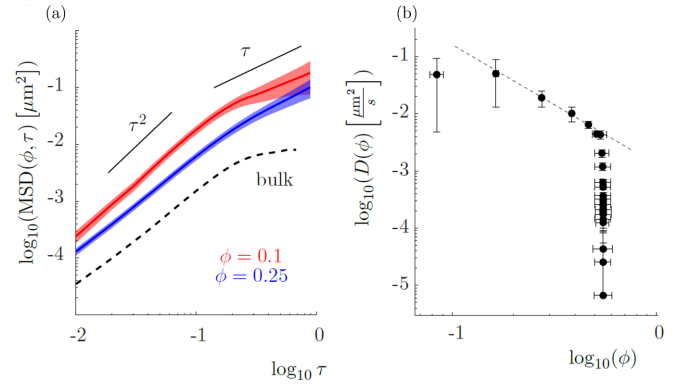 (a)
(b)
τ
τ²
bulk
ϕ = 0.1
ϕ = 0.25
-1
-2
-3
-4
-2
-1
0
log₁₀(MSD(ϕ, τ) [μm²])
log₁₀ τ
-1
-2
-3
-4
-5
-1
0
log₁₀(D(ϕ) [μm²/s])
log₁₀(ϕ)